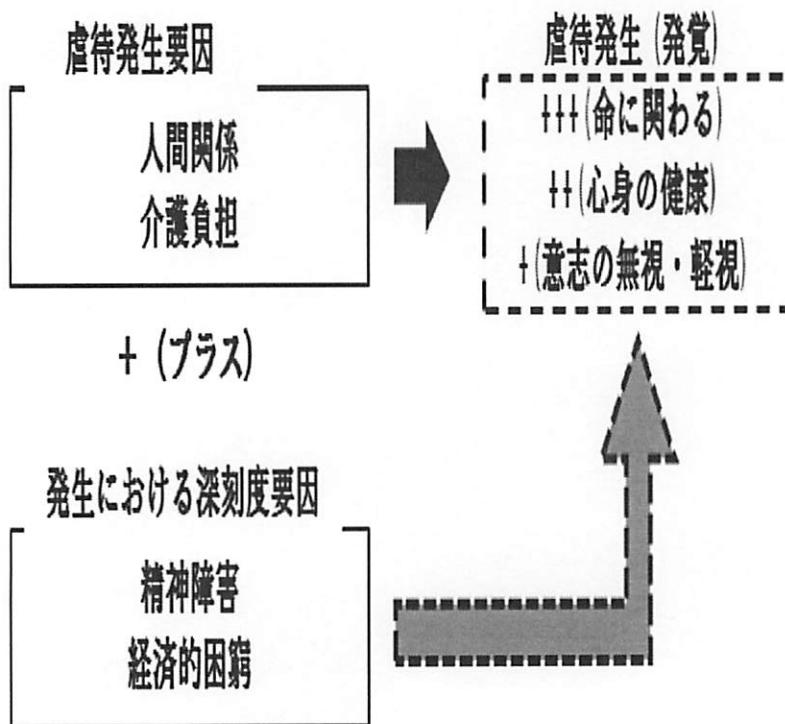 虐待発生要因
人間関係
介護負担
+（プラス）
発生における深刻度要因
精神障害
経済的困窮
虐待発生（発覚）
+++(命に関わる)
++(心身の健康)
+(意志の無視・軽視)